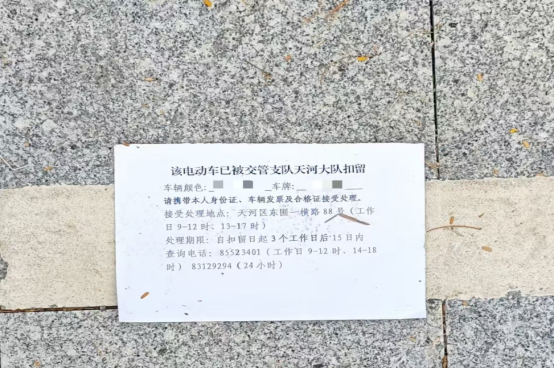 该电动车已被交管支队天河大队扣留
车辆颜色:_ _车牌:_
请携带本人身份证、车辆发票及合格证接受处理。
接受处理地点:天河区东圃一横路88号(工作
日9-12时、13-17时)
处理期限:自扣留日起3个工作日后15日内
查询电话:85523401(工作日9-12时、14-18
时) 83129294(24小时)